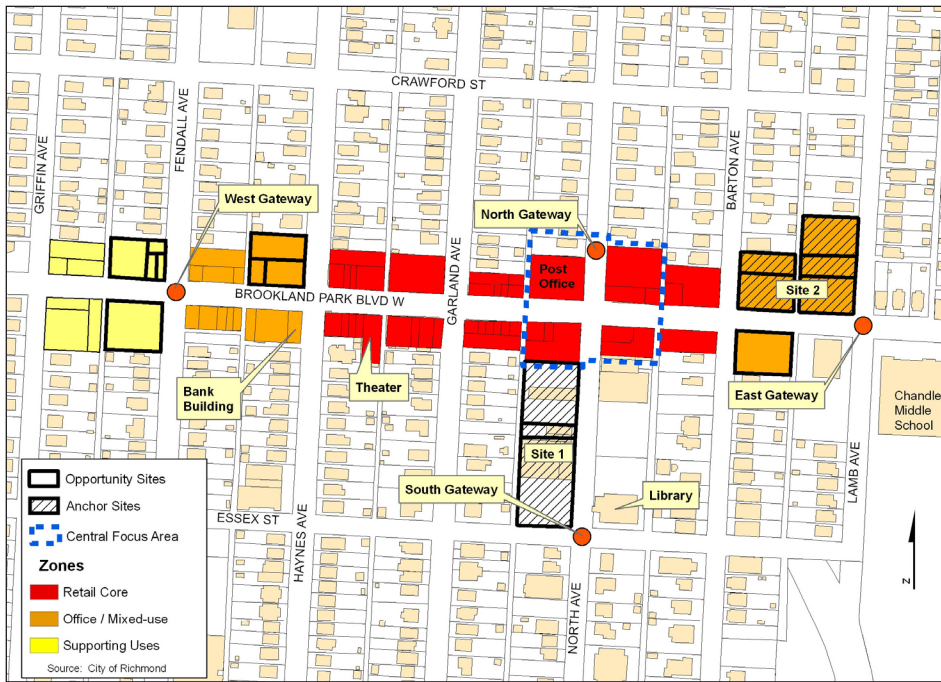 CRAWFORD ST
GRIFFIN AVE
FENDALL AVE
BARTON AVE
West Gateway
North Gateway
GARLAND AVE
Post
Office
BROOKLAND PARK BLVD W
Site 2
Bank
Building
Theater
East Gateway
Chandle
Middle
School
Site 1
South Gateway
Library
LAMB AVE
ESSEX ST
HAYNES AVE
NORTH AVE
Opportunity Sites
Anchor Sites
Central Focus Area
Zones
Retail Core
Office / Mixed-use
Supporting Uses
Source: City of Richmond
N